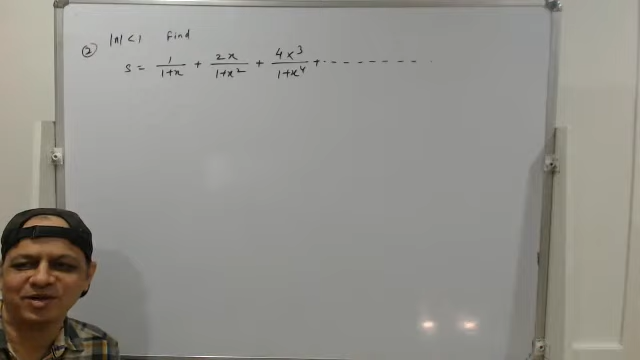 ② |x|<1 Find
S = 1/(1+x) + 2x/(1+x²) + 4x³/(1+x⁴) + - - - - - - -